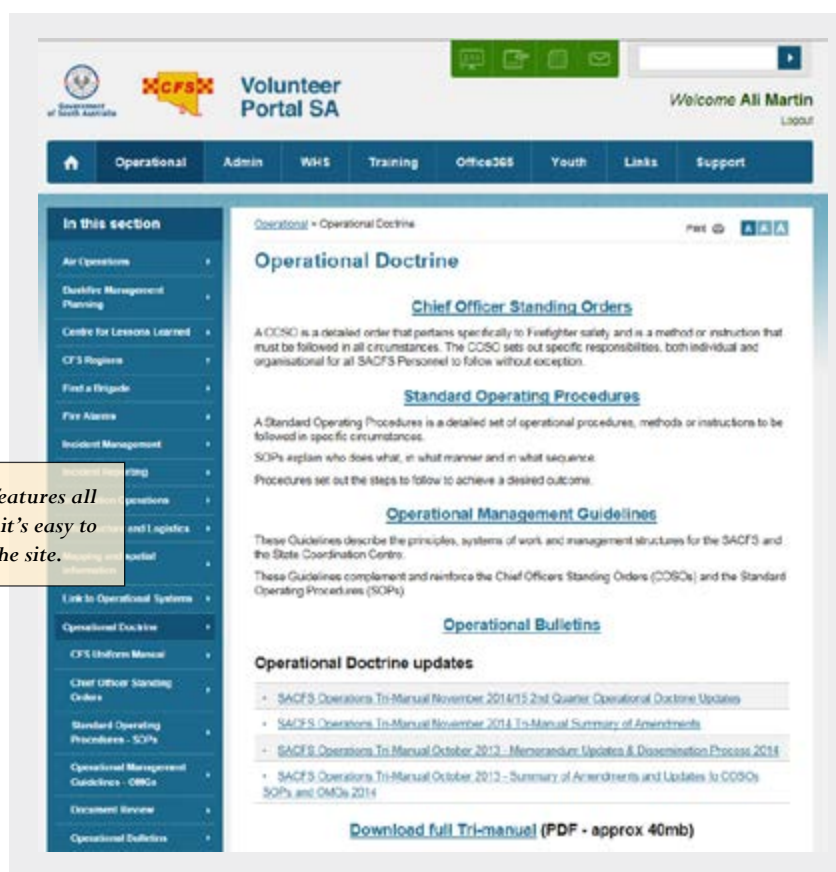 Government
of South Australia
CFS
Volunteer
Portal SA
Welcome Ali Martin
Logout
Operational
Admin
WHS
Training
Office365
Youth
Links
Support
In this section
Air Operations
Bushfire Management
Planning
Centre for Lessons Learned
CFS Regions
Find a Brigade
Fire Alarms
Incident Management
eatures all
it's easy to
he site.
Link to Operational Systems
Operational Doctrine
CFS Uniform Manual
Chief Officer Standing
Orders
Standard Operating
Procedures - SOPs
Operational Management
Guidelines - OMGs
Document Review
Operational Bulletins
Operational » Operational Doctrine
Print
A A A
Operational Doctrine
Chief Officer Standing Orders
A COSO is a detailed order that pertains specifically to Firefighter safety and is a method or instruction that
must be followed in all circumstances. The COSO sets out specific responsibilities, both individual and
organisational for all SACFS Personnel to follow without exception.
Standard Operating Procedures
A Standard Operating Procedures is a detailed set of operational procedures, methods or instructions to be
followed in specific circumstances.
SOPs explain who does what, in what manner and in what sequence.
Procedures set out the steps to follow to achieve a desired outcome.
Operational Management Guidelines
These Guidelines describe the principles, systems of work and management structures for the SACFS and
the State Coordination Centre.
These Guidelines complement and reinforce the Chief Officers Standing Orders (COSOs) and the Standard
Operating Procedures (SOPs)
Operational Bulletins
Operational Doctrine updates
SACFS Operations Tri-Manual November 2014/15 2nd Quarter Operational Doctrine Updates
SACFS Operations Tri-Manual November 2014 Tri-Manual Summary of Amendments
SACFS Operations Tri-Manual October 2013 - Memorandum Updates & Dissemination Process 2014
SACFS Operations Tri-Manual October 2013 - Summary of Amendments and Updates to COSOs
SOPs and OMGs 2014
Download full Tri-manual (PDF - approx 40mb)